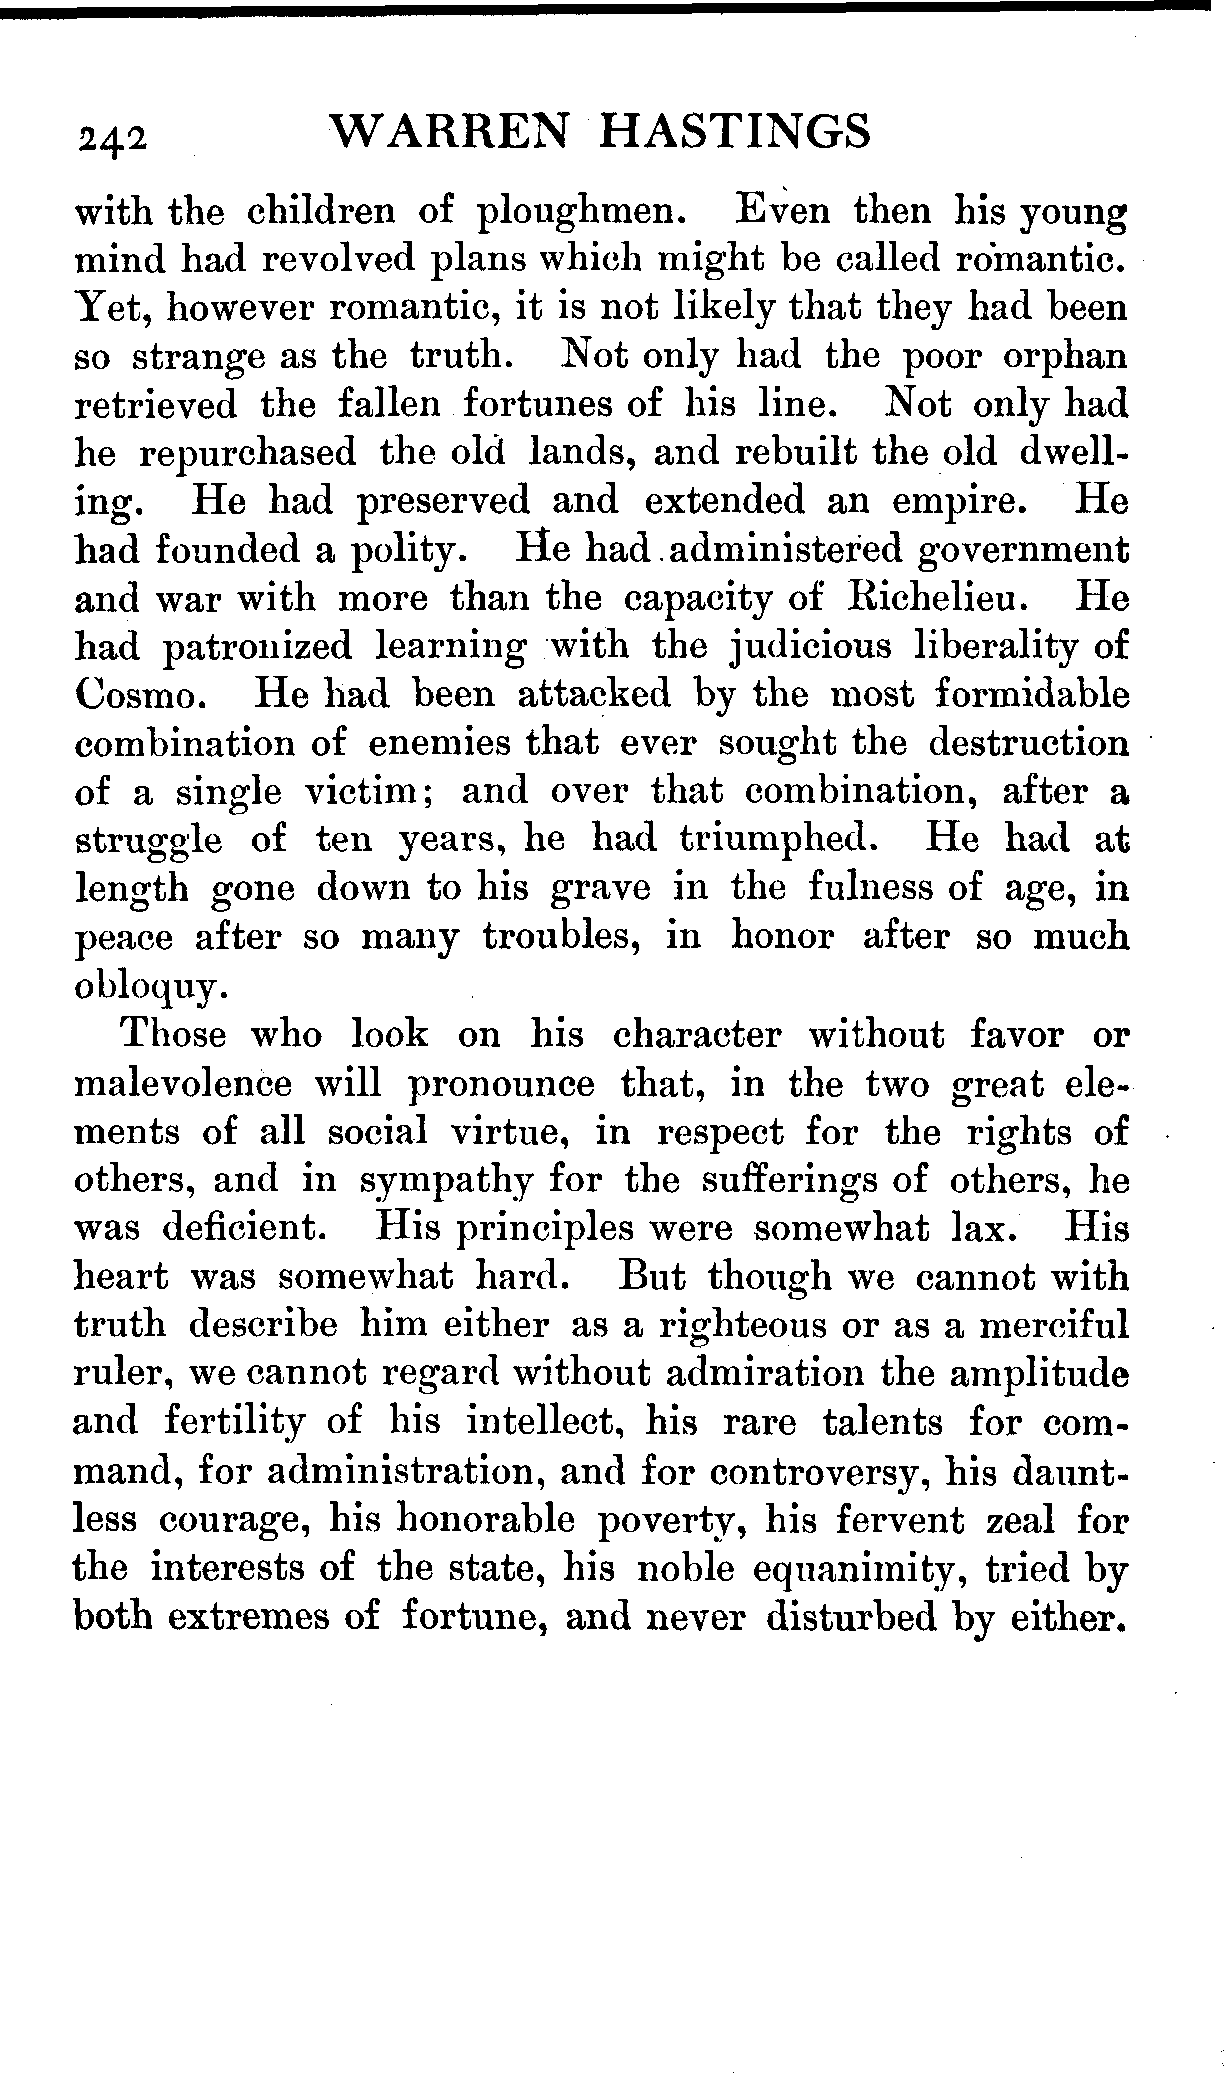 242 WARREN HASTINGS
with the children of ploughmen. Even then his young
mind had revolved plans which might be called romantic.
Yet, however romantic, it is not likely that they had been
so strange as the truth. Not only had the poor orphan
retrieved the fallen fortunes of his line. Not only had
he repurchased the old lands, and rebuilt the old dwell-
ing. He had preserved and extended an empire. He
had founded a polity. He had administered government
and war with more than the capacity of Richelieu. He
had patronized learning with the judicious liberality of
Cosmo. He had been attacked by the most formidable
combination of enemies that ever sought the destruction
of a single victim; and over that combination, after a
struggle of ten years, he had triumphed. He had at
length gone down to his grave in the fulness of age, in
peace after so many troubles, in honor after so much
obloquy.
Those who look on his character without favor or
malevolence will pronounce that, in the two great ele-
ments of all social virtue, in respect for the rights of
others, and in sympathy for the sufferings of others, he
was deficient. His principles were somewhat lax. His
heart was somewhat hard. But though we cannot with
truth describe him either as a righteous or as a merciful
ruler, we cannot regard without admiration the amplitude
and fertility of his intellect, his rare talents for com-
mand, for administration, and for controversy, his daunt-
less courage, his honorable poverty, his fervent zeal for
the interests of the state, his noble equanimity, tried by
both extremes of fortune, and never disturbed by either.